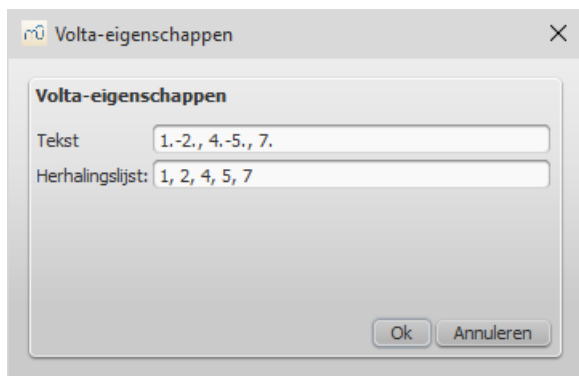 Volta-eigenschappen
Volta-eigenschappen
Tekst 1.-2., 4.-5., 7.
Herhalingslijst: 1, 2, 4, 5, 7
Ok Annuleren